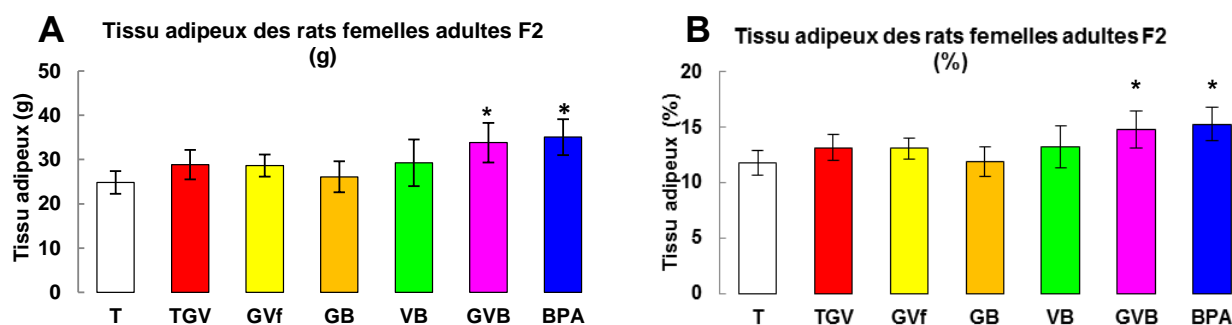 A
Tissu adipeux des rats femelles adultes F2
(g)
Tissu adipeux (g)
50
40
30
20
10
0
* *
T TGV GVf GB VB GVB BPA
B
Tissu adipeux des rats femelles adultes F2
(%)
Tissu adipeux (%)
20
15
10
5
0
* *
T TGV GVf GB VB GVB BPA